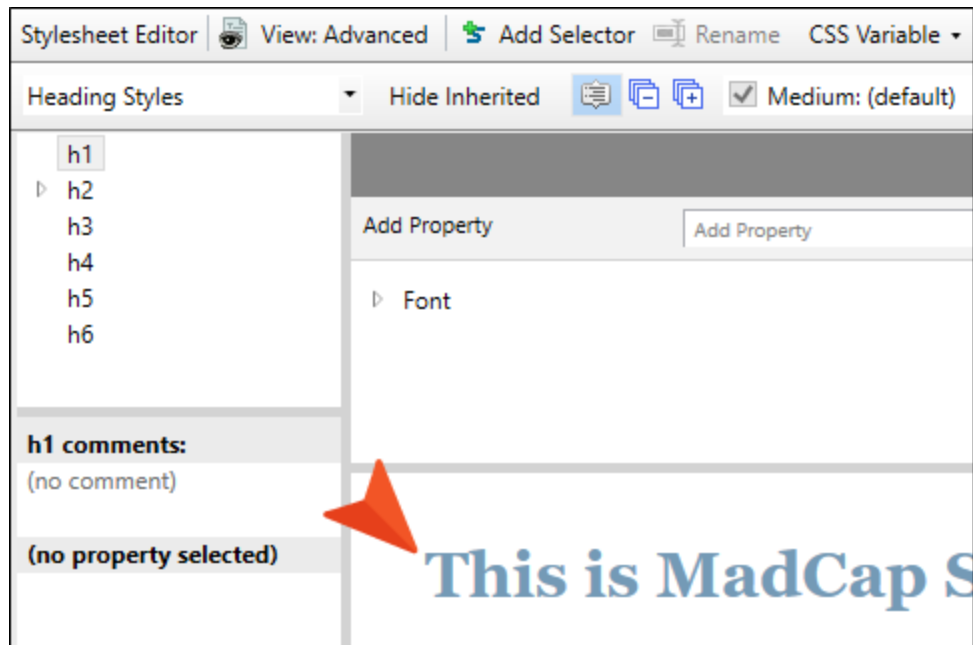 Stylesheet Editor View: Advanced Add Selector Rename CSS Variable
Heading Styles Hide Inherited Medium: (default)
h1
h2
h3
h4
h5
h6
Add Property Add Property
Font
h1 comments:
(no comment)
(no property selected)
This is MadCap S